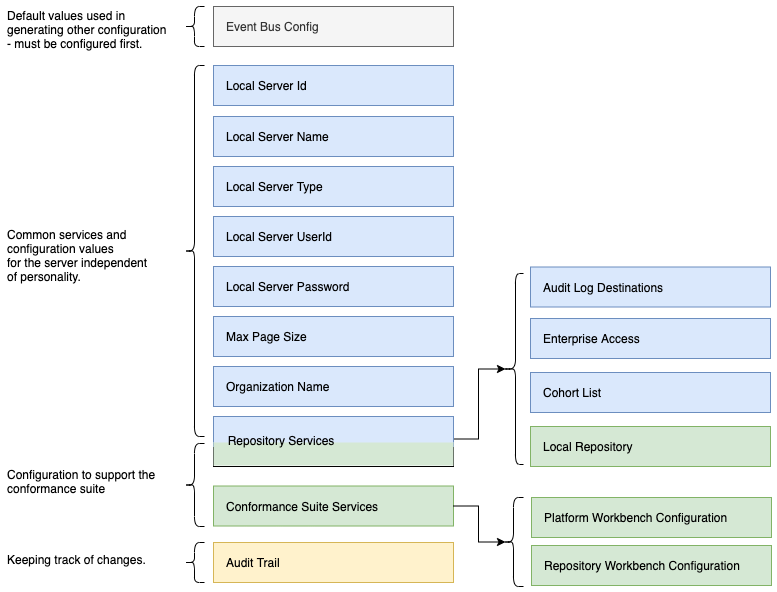 Default values used in
generating other configuration
- must be configured first.
Event Bus Config
Local Server Id
Local Server Name
Local Server Type
Common services and
configuration values
for the server independent
of personality.
Local Server UserId
Local Server Password
Max Page Size
Organization Name
Repository Services
Audit Log Destinations
Enterprise Access
Cohort List
Local Repository
Configuration to support the
conformance suite
Conformance Suite Services
Platform Workbench Configuration
Repository Workbench Configuration
Keeping track of changes.
Audit Trail